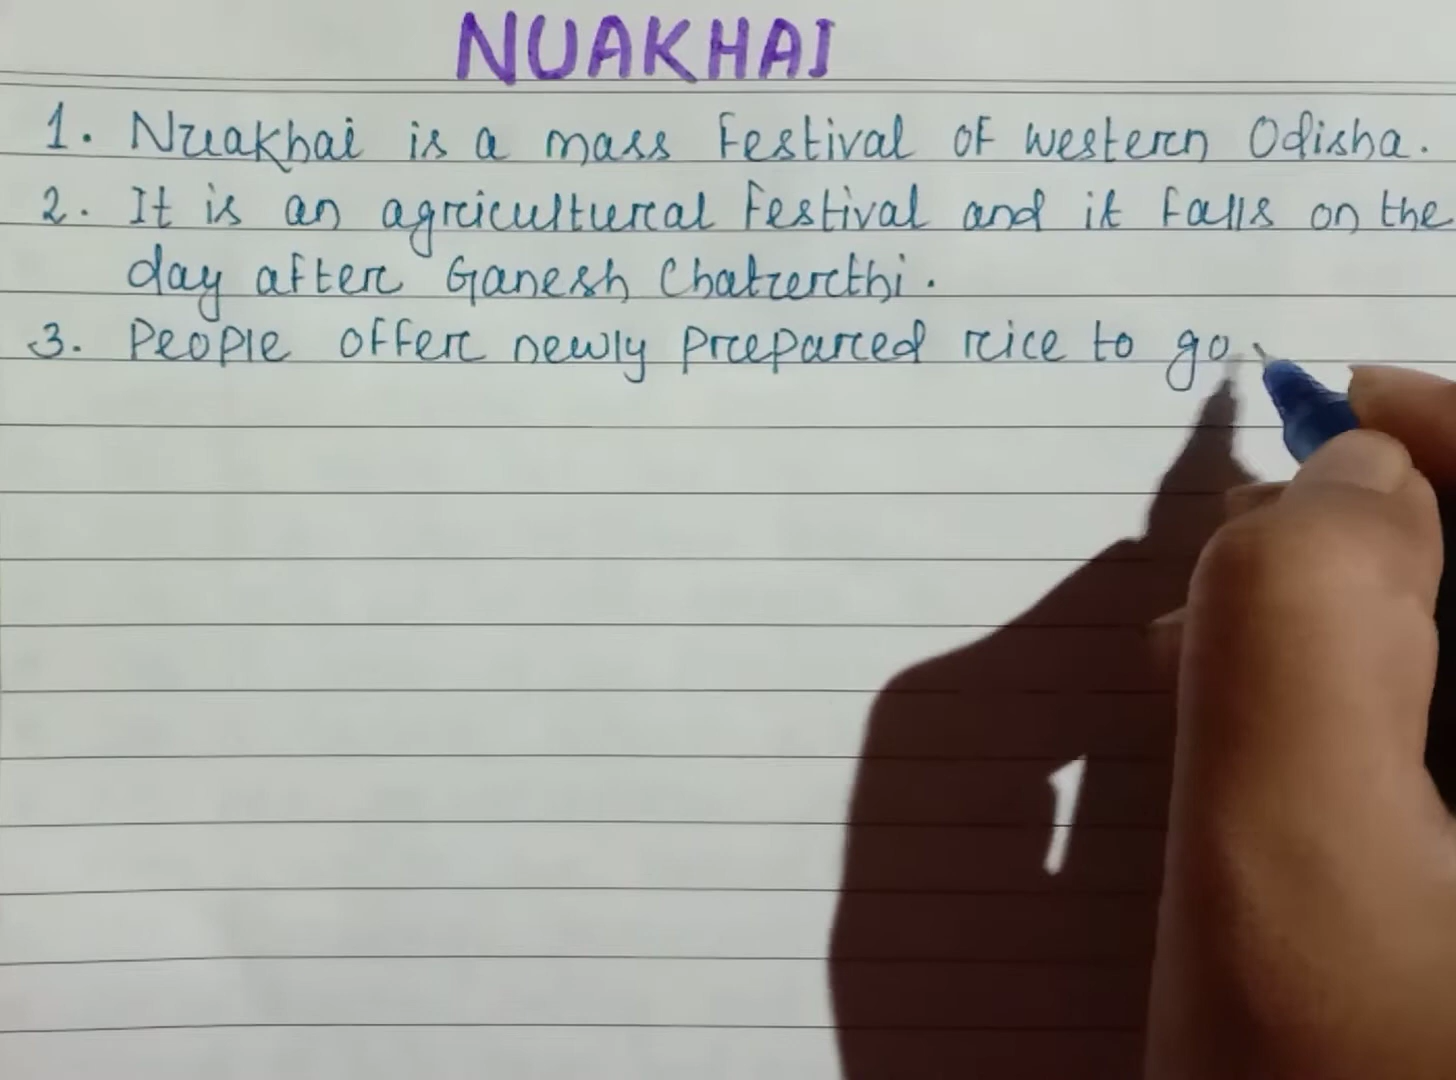 NUAKHAI
1. Nuakhai is a mass festival of western Odisha.
2. It is an agricultural festival and it falls on the
day after Ganesh Chaturthi.
3. People offer newly prepared rice to go